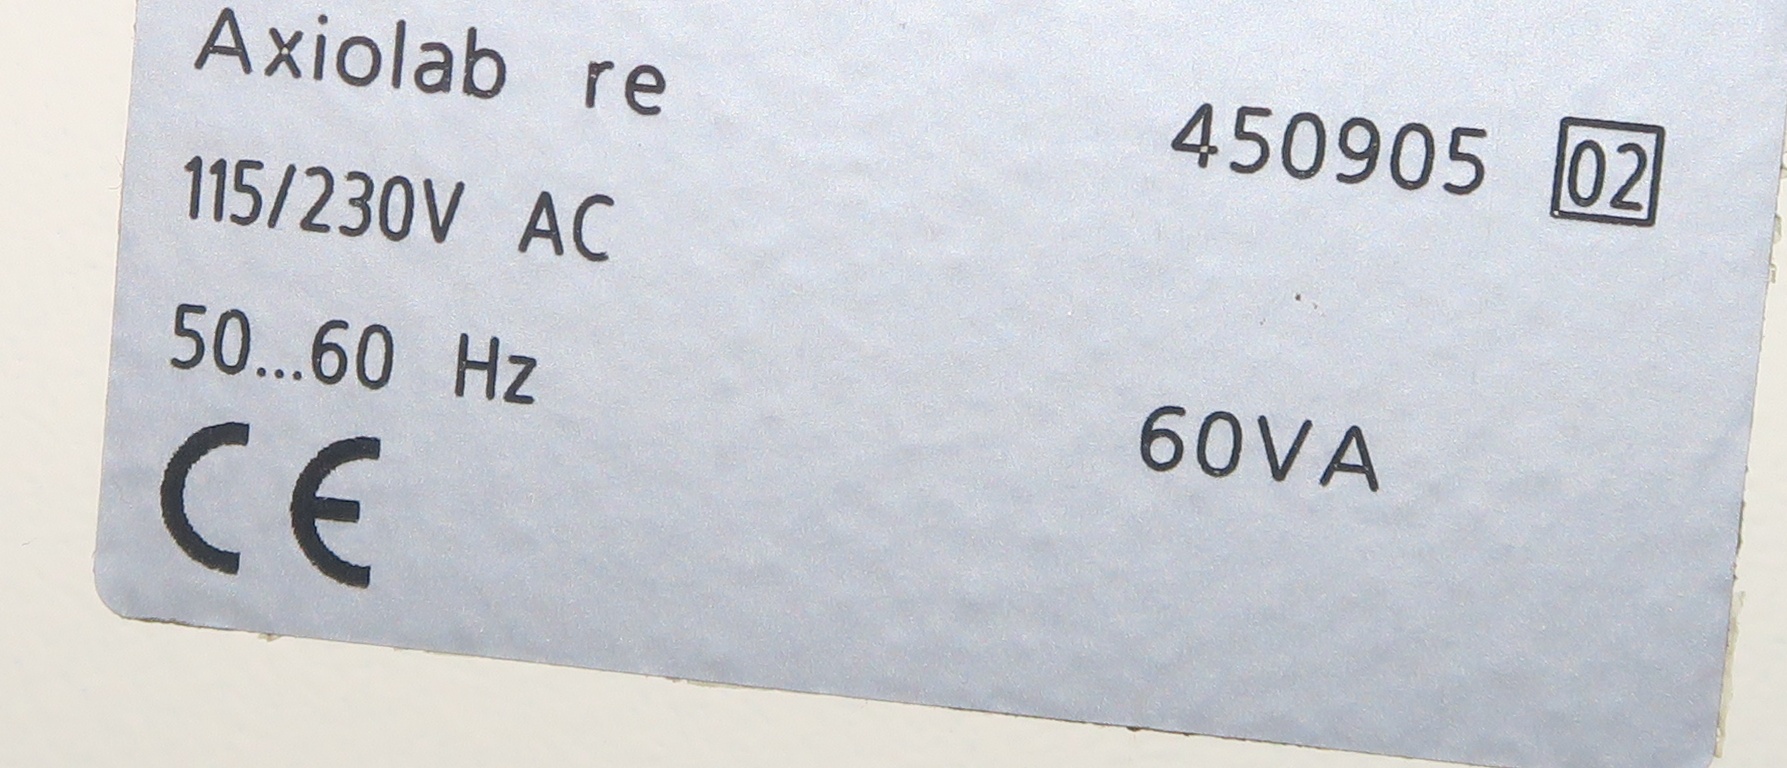 Axiolab re
450905 02
115/230V AC
50...60 Hz
60VA
CE